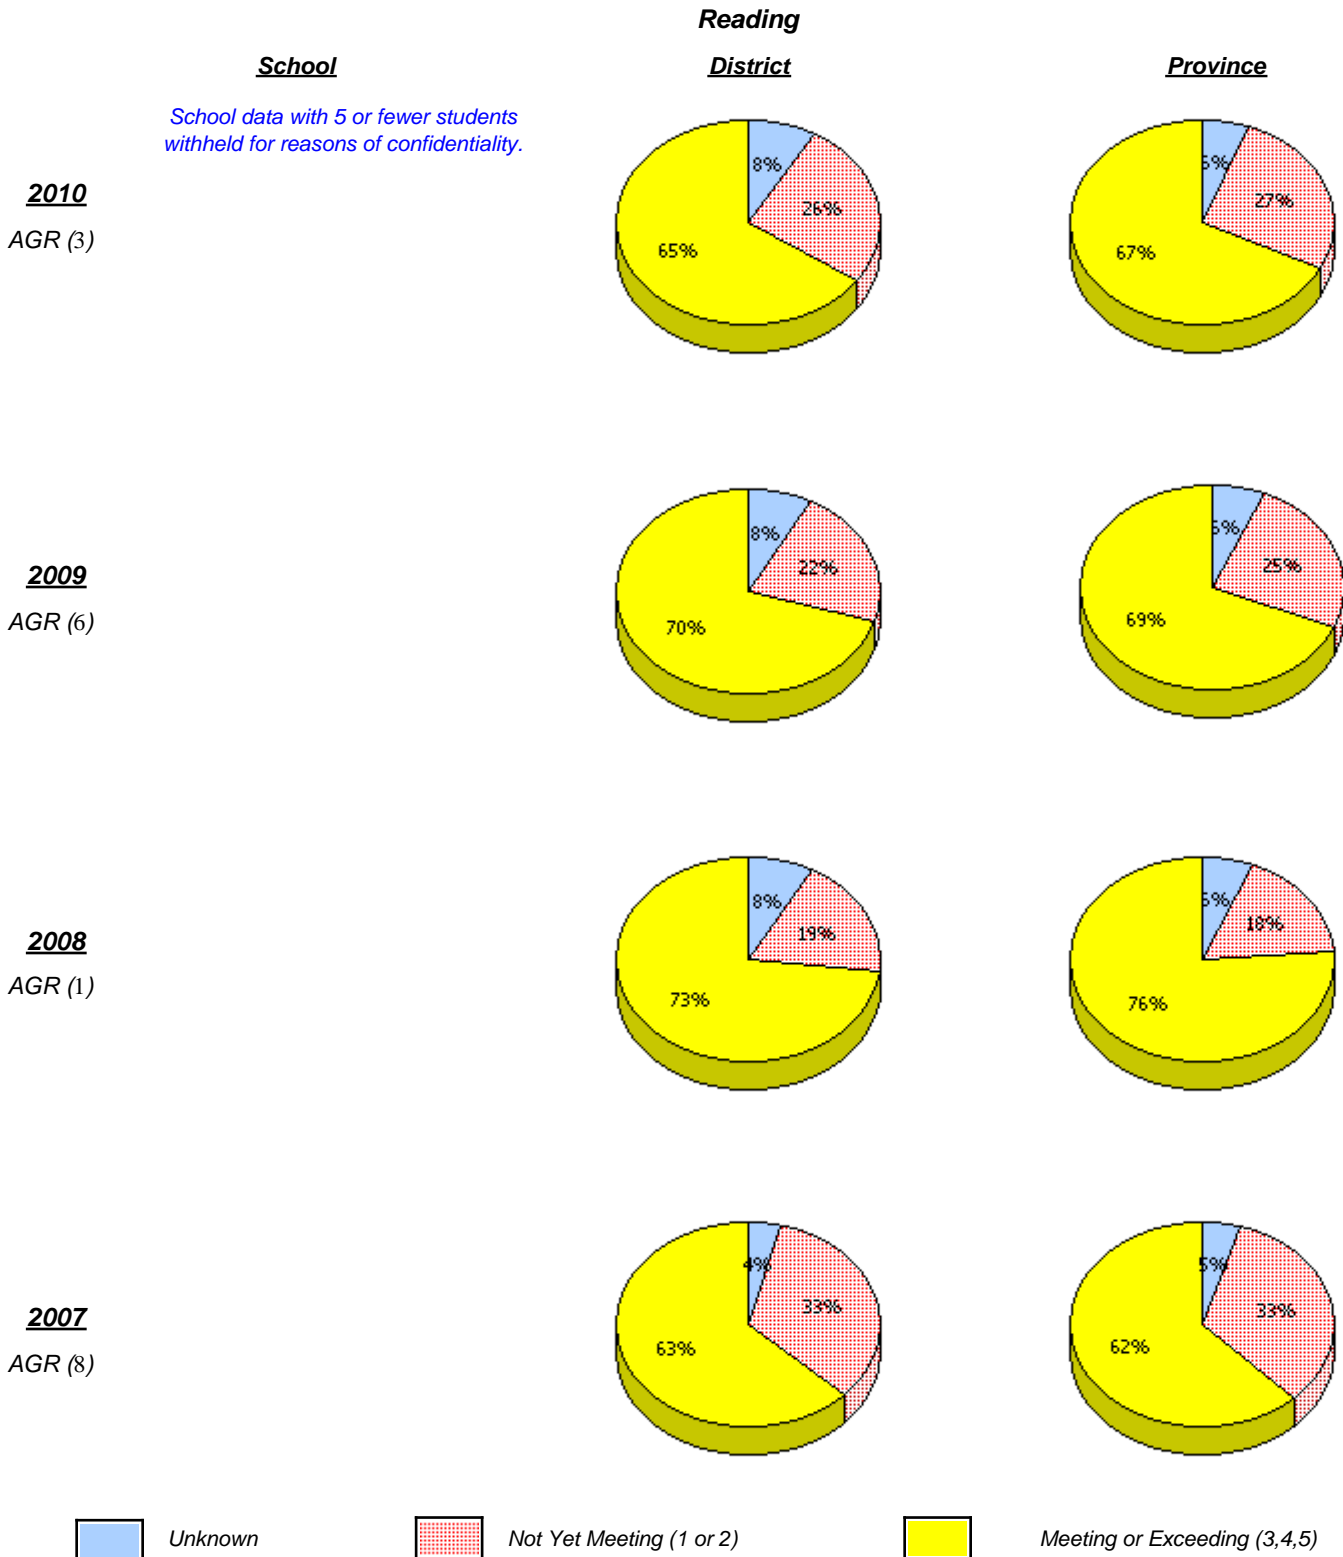 Reading
School District Province
School data with 5 or fewer students
withheld for reasons of confidentiality.
2010
AGR (3)
8%
26%
65%
27%
67%
2009
AGR (6)
8%
22%
70%
25%
69%
2008
AGR (1)
8%
19%
73%
18%
76%
2007
AGR (8)
4%
33%
63%
5%
33%
62%
Unknown Not Yet Meeting (1 or 2) Meeting or Exceeding (3,4,5)